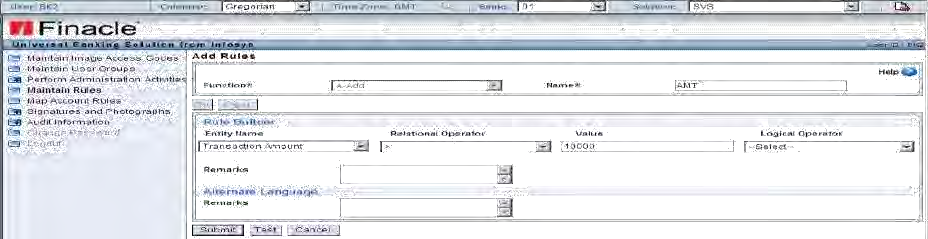 User: BK2 Calendar: Gregorian Time Zone: GMT Bank: 01 Solution: SVS
Finacle
Universal Banking Solution from Infosys
Maintain Image Access Codes
Maintain User Groups
Perform Administration Activities
Maintain Rules
Map Account Rules
Signatures and Photographs
Audit Information
Change Password
Logout
Add Rules
Help
Function* A-Add Name* AMT
Go
Rule Builder
Entity Name Relational Operator Value Logical Operator
Transaction Amount > 10000 --Select--
Remarks
Alternate Language
Remarks
Submit Test Cancel